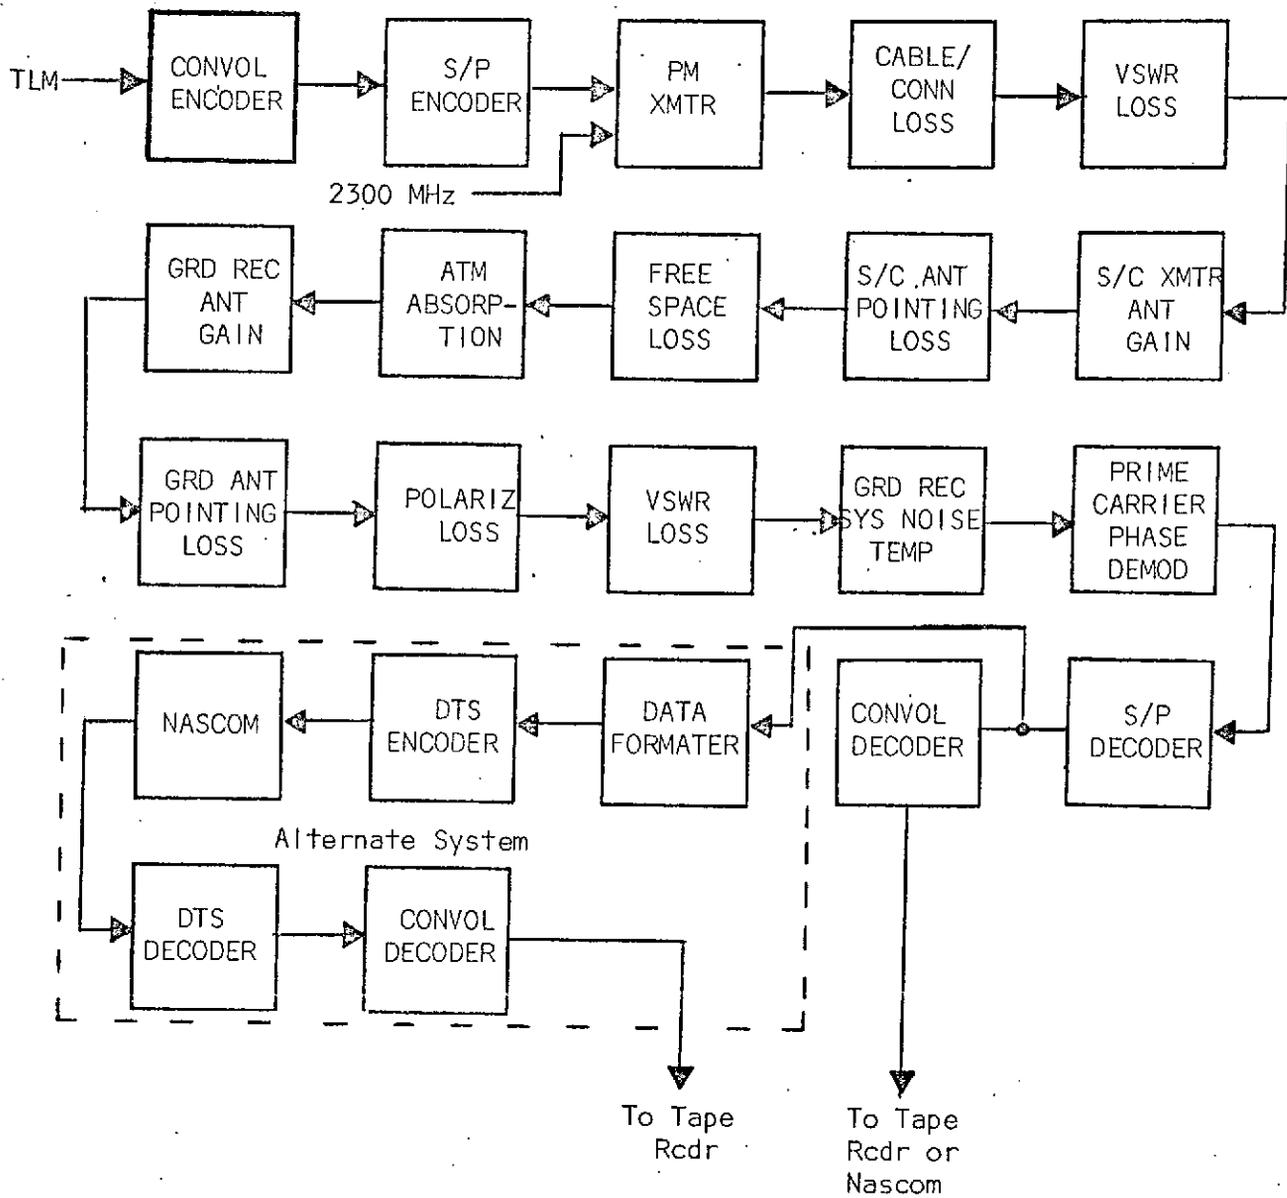 TLM
CONVOL
ENCODER
S/P
ENCODER
PM
XMTR
CABLE/
CONN
LOSS
VSWR
LOSS
2300 MHz
GRD REC
ANT
GAIN
ATM
ABSORP-
TION
FREE
SPACE
LOSS
S/C ANT
POINTING
LOSS
S/C XMTR
ANT
GAIN
GRD ANT
POINTING
LOSS
POLARIZ
LOSS
VSWR
LOSS
GRD REC
SYS NOISE
TEMP
PRIME
CARRIER
PHASE
DEMOD
NASCOM
DTS
ENCODER
DATA
FORMATER
CONVOL
DECODER
S/P
DECODER
Alternate System
DTS
DECODER
CONVOL
DECODER
To Tape
Rcdr
To Tape
Rcdr or
Nascom